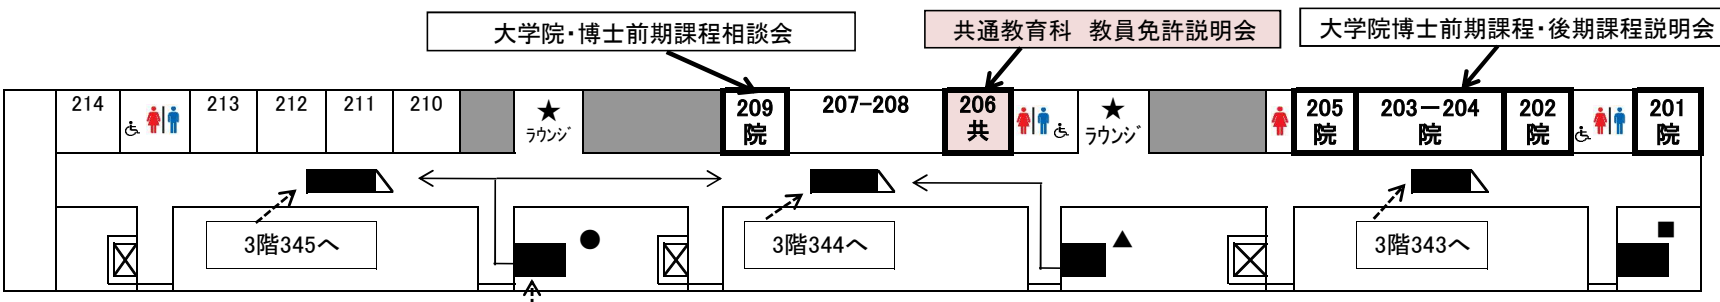 大学院・博士前期課程相談会
共通教育科 教員免許説明会
大学院博士前期課程・後期課程説明会
214
213
212
211
210
★
ラウンジ
209
院
207-208
206
共
★
ラウンジ
205
院
203-204
院
202
院
201
院
3階345へ
3階344へ
3階343へ